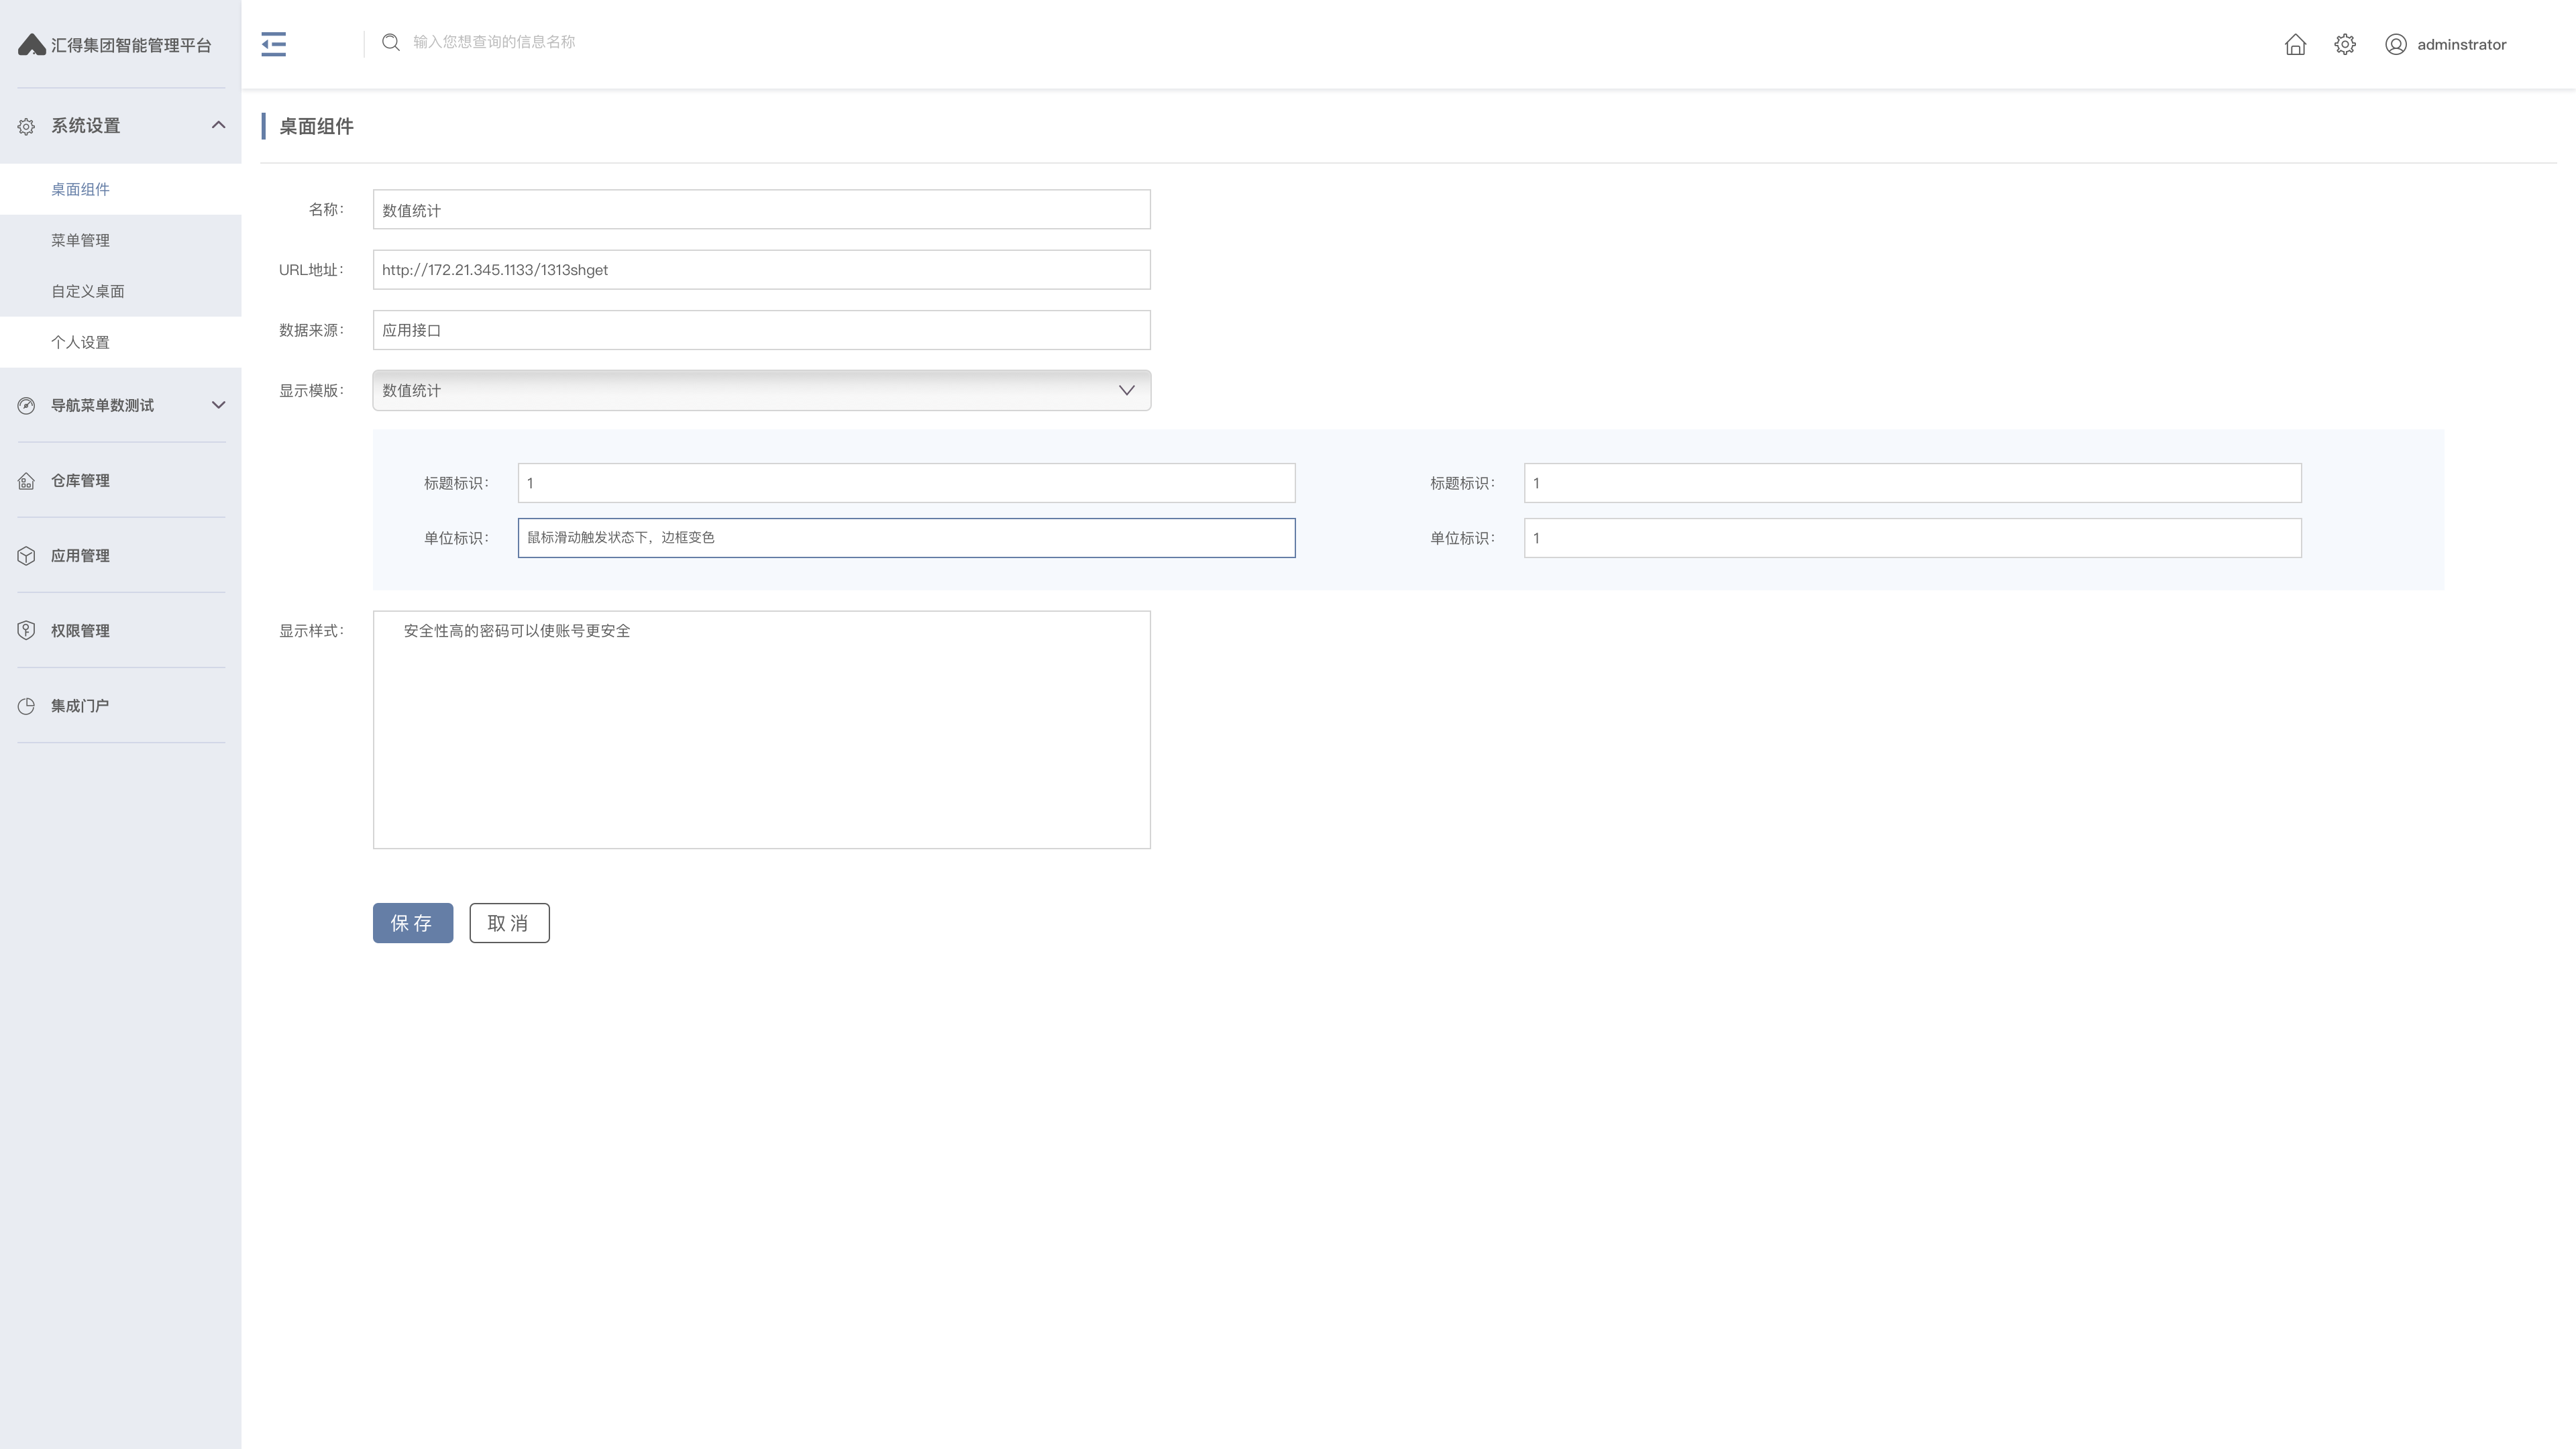 汇得集团智能管理平台
输入您想查询的信息名称
adminstrator
系统设置
桌面组件
菜单管理
自定义桌面
个人设置
导航菜单数测试
仓库管理
应用管理
权限管理
集成门户
桌面组件
名称： 数值统计
URL地址： http://172.21.345.1133/1313shget
数据来源： 应用接口
显示模版： 数值统计
标题标识： 1 标题标识： 1
单位标识： 鼠标滑动触发状态下，边框变色 单位标识： 1
显示样式： 安全性高的密码可以使账号更安全
保存 取消